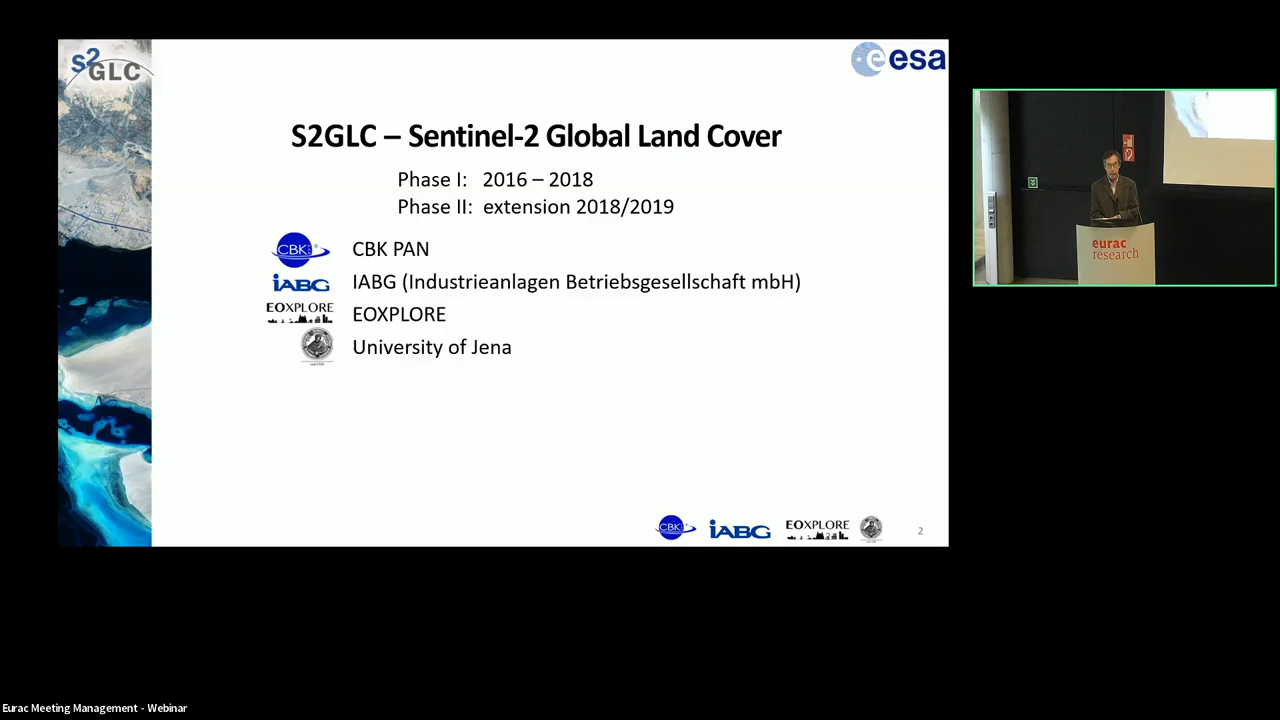 S2
GLC
esa
S2GLC – Sentinel-2 Global Land Cover
Phase I: 2016 – 2018
Phase II: extension 2018/2019
CBK CBK PAN
iABG IABG (Industrieanlagen Betriebsgesellschaft mbH)
EOXPLORE EOXPLORE
University of Jena
eurac
research
CBK iABG EOXPLORE 2
Eurac Meeting Management - Webinar